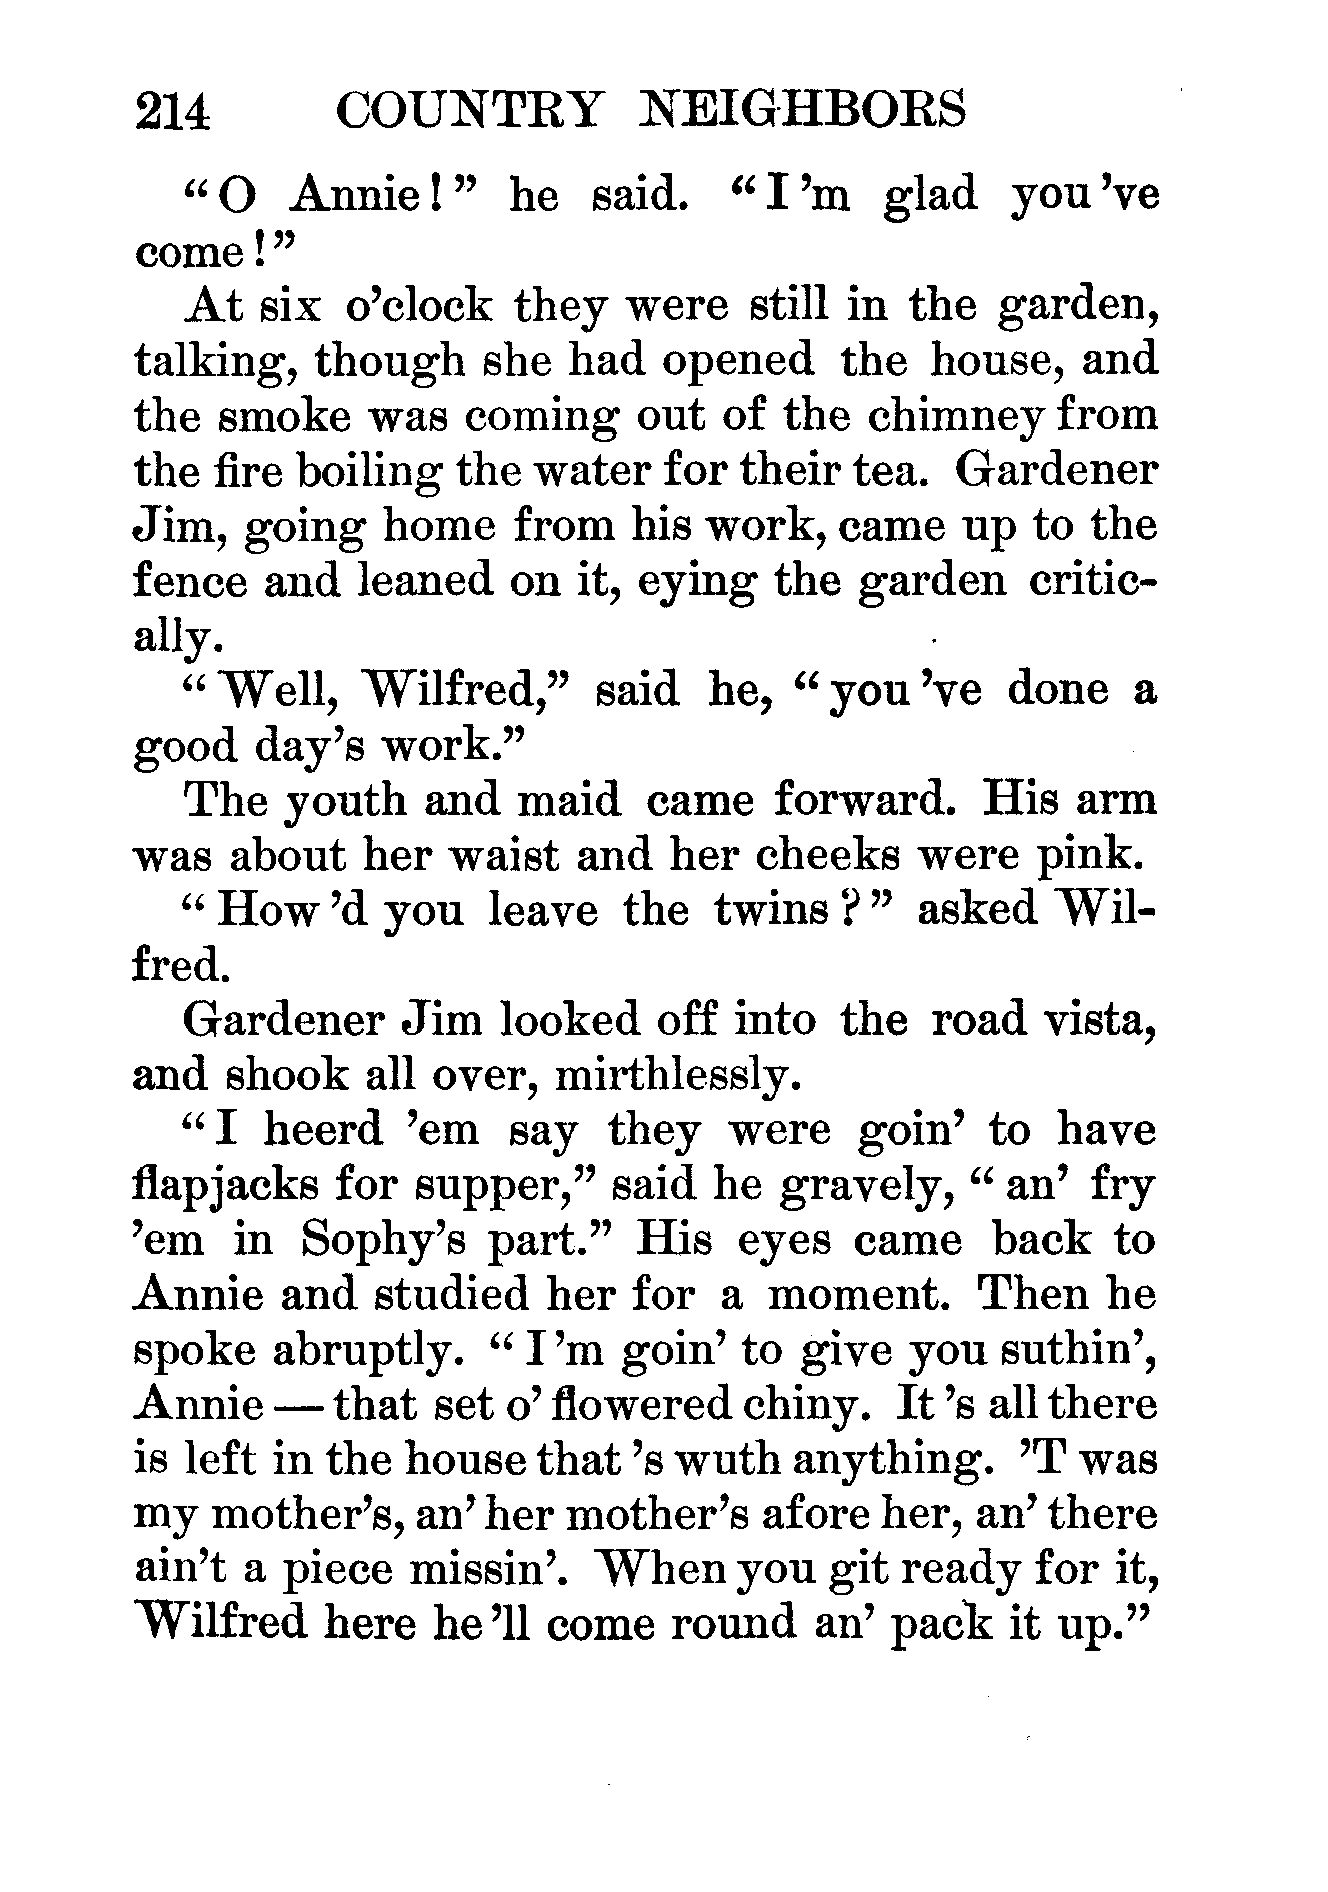 214 COUNTRY NEIGHBORS
“O Annie!” he said. “I’m glad you’ve
come!”
At six o’clock they were still in the garden,
talking, though she had opened the house, and
the smoke was coming out of the chimney from
the fire boiling the water for their tea. Gardener
Jim, going home from his work, came up to the
fence and leaned on it, eying the garden critic-
ally.
“Well, Wilfred,” said he, “you’ve done a
good day’s work.”
The youth and maid came forward. His arm
was about her waist and her cheeks were pink.
“How’d you leave the twins?” asked Wil-
fred.
Gardener Jim looked off into the road vista,
and shook all over, mirthlessly.
“I heerd ’em say they were goin’ to have
flapjacks for supper,” said he gravely, “an’ fry
’em in Sophy’s part.” His eyes came back to
Annie and studied her for a moment. Then he
spoke abruptly. “I’m goin’ to give you suthin’,
Annie—that set o’ flowered chiny. It’s all there
is left in the house that’s wuth anything. ’T was
my mother’s, an’ her mother’s afore her, an’ there
ain’t a piece missin’. When you git ready for it,
Wilfred here he’ll come round an’ pack it up.”